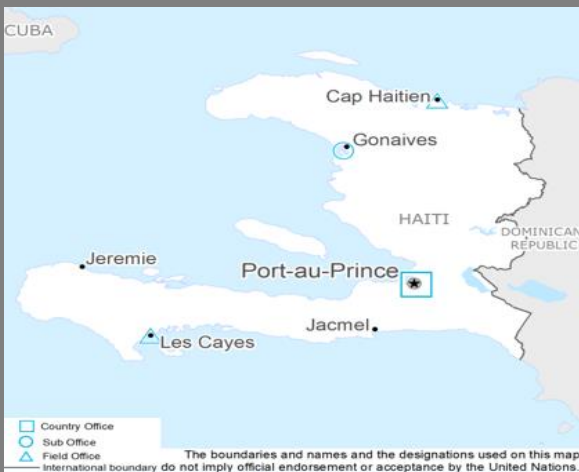 CUBA
Cap Haitien
Gonaives
HAITI
DOMINICAN
REPUBLIC
Jeremie
Port-au-Prince
Jacmel
Les Cayes
Country Office
Sub Office
Field Office
The boundaries and names and the designations used on this map
International boundary do not imply official endorsement or acceptance by the United Nations.